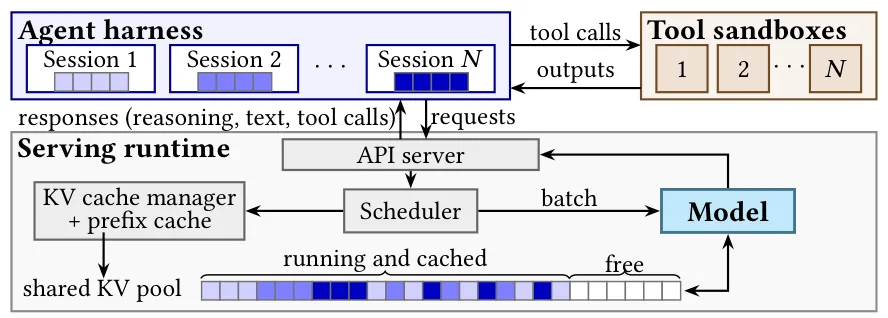 Agent harness
Session 1
Session 2
· · ·
Session N
tool calls
outputs
Tool sandboxes
1
2
· · ·
N
responses (reasoning, text, tool calls)
requests
Serving runtime
API server
KV cache manager
+ prefix cache
Scheduler
batch
Model
running and cached
free
shared KV pool